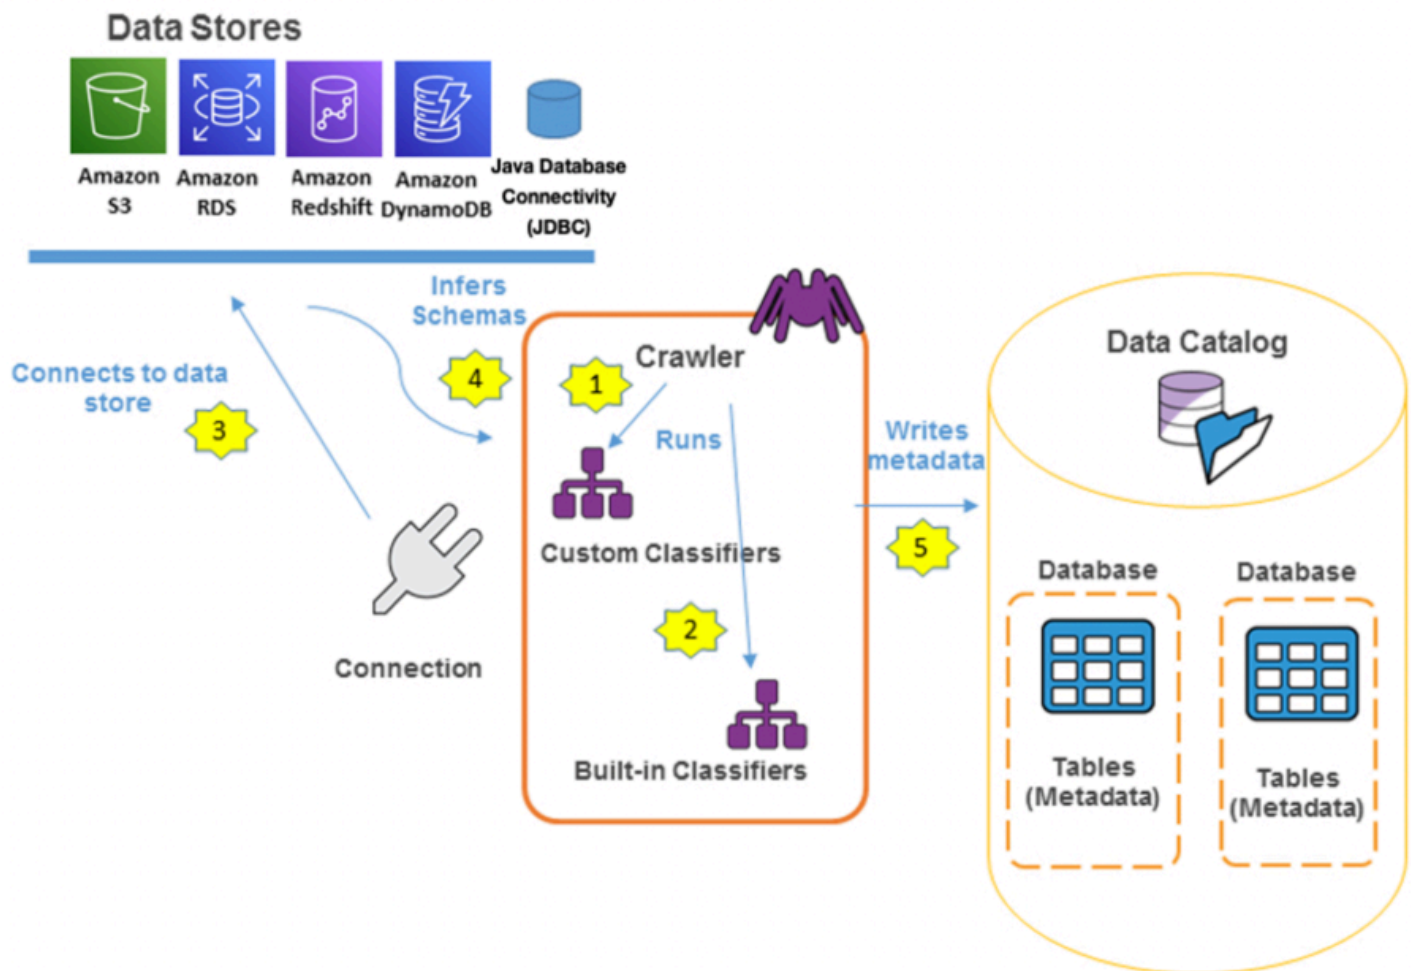 Data Stores
Amazon
S3
Amazon
RDS
Amazon
Redshift
Amazon
DynamoDB
Java Database
Connectivity
(JDBC)
Infers
Schemas
4
Connects to data
store
3
Connection
Crawler
1
Runs
Custom Classifiers
2
Built-in Classifiers
Writes
metadata
5
Data Catalog
Database
Tables
(Metadata)
Database
Tables
(Metadata)